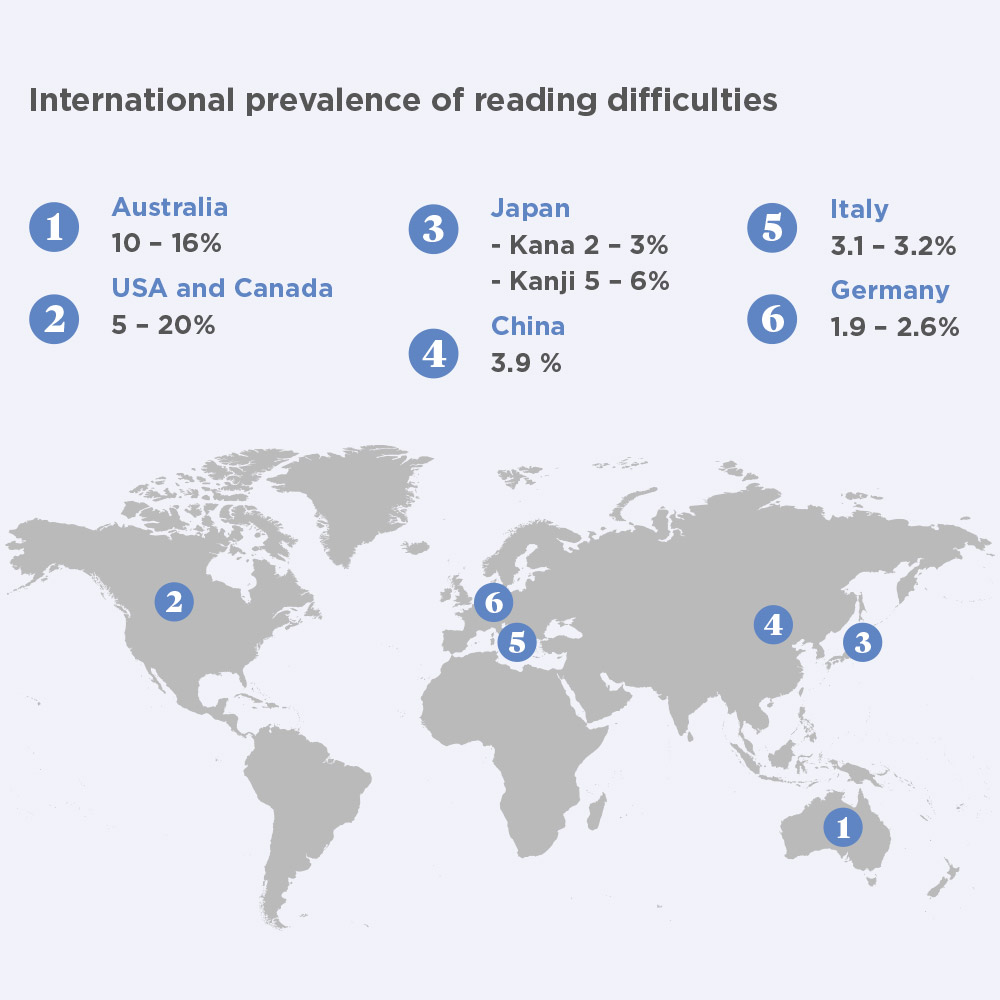 International prevalence of reading difficulties
1
Australia
10 – 16%
2
USA and Canada
5 – 20%
3
Japan
- Kana 2 – 3%
- Kanji 5 – 6%
4
China
3.9 %
5
Italy
3.1 – 3.2%
6
Germany
1.9 – 2.6%
2
6
5
4
3
1